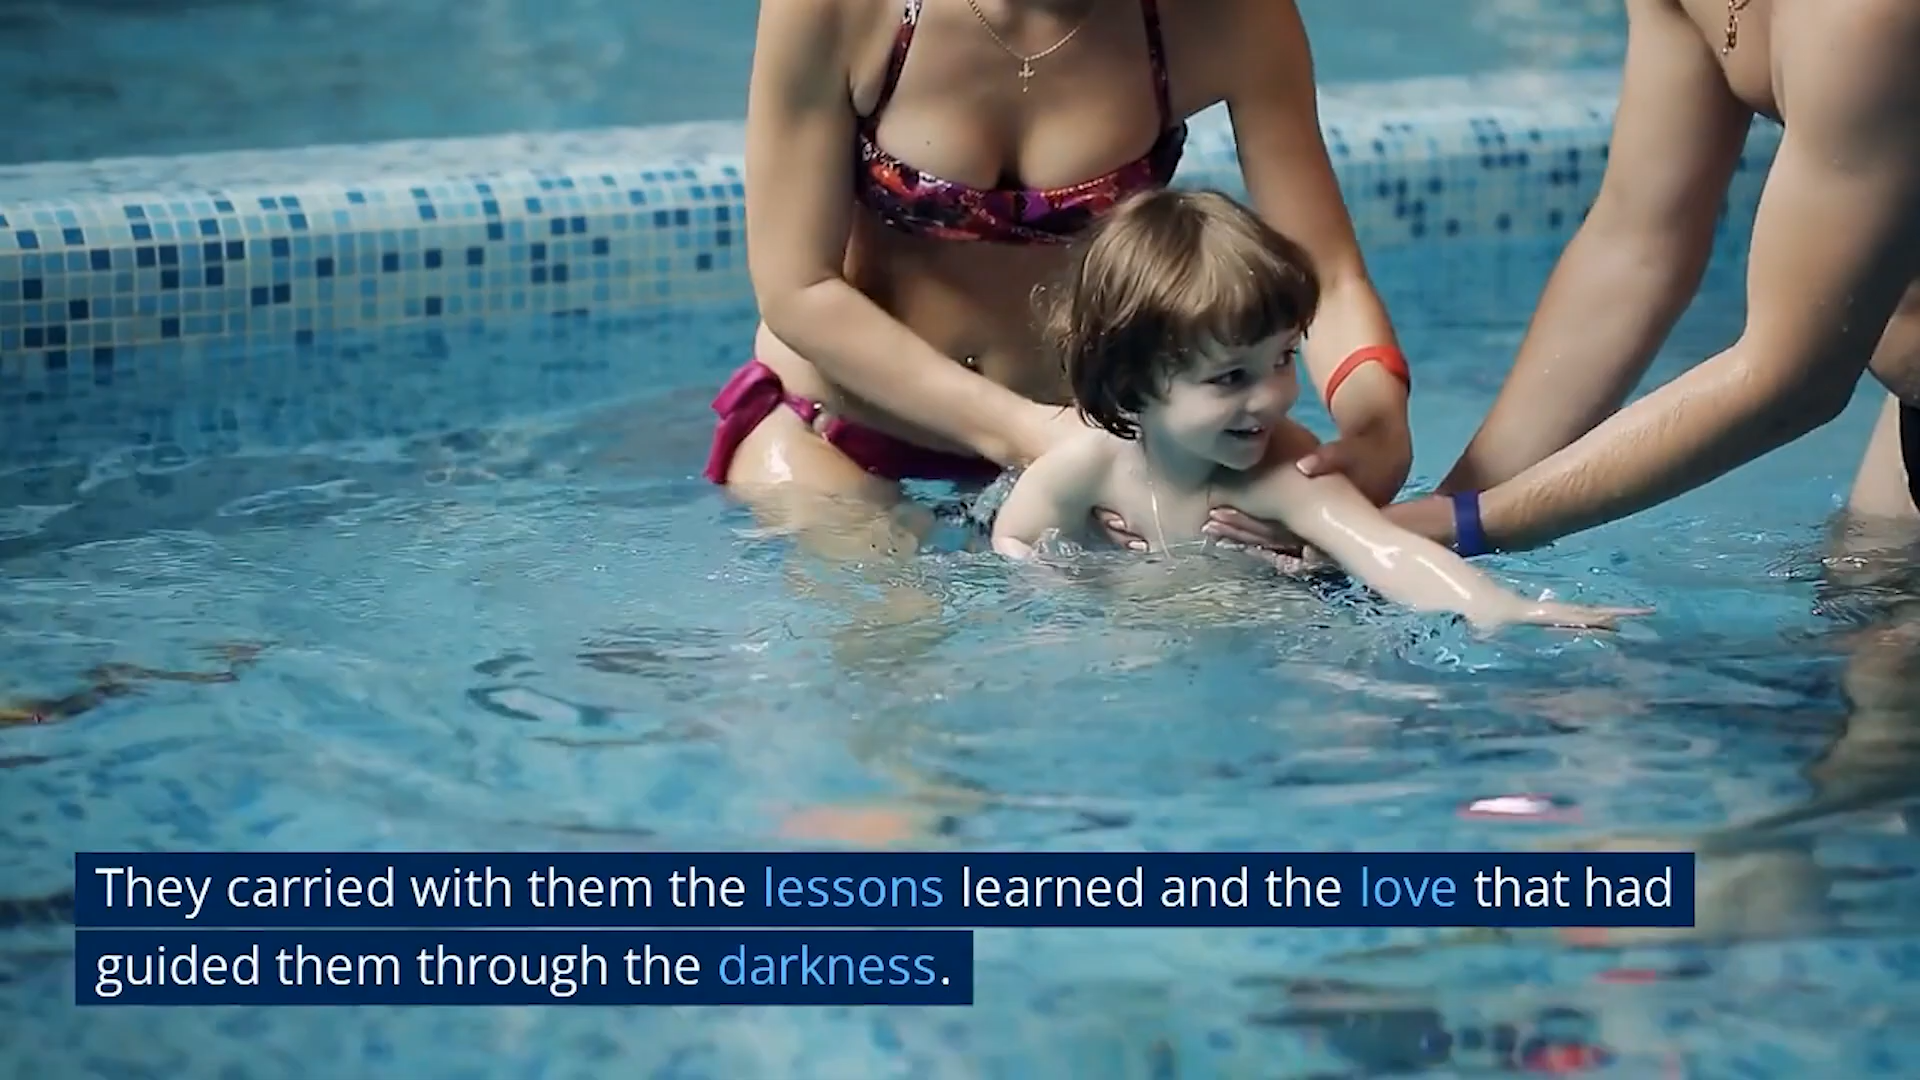 They carried with them the lessons learned and the love that had
guided them through the darkness.